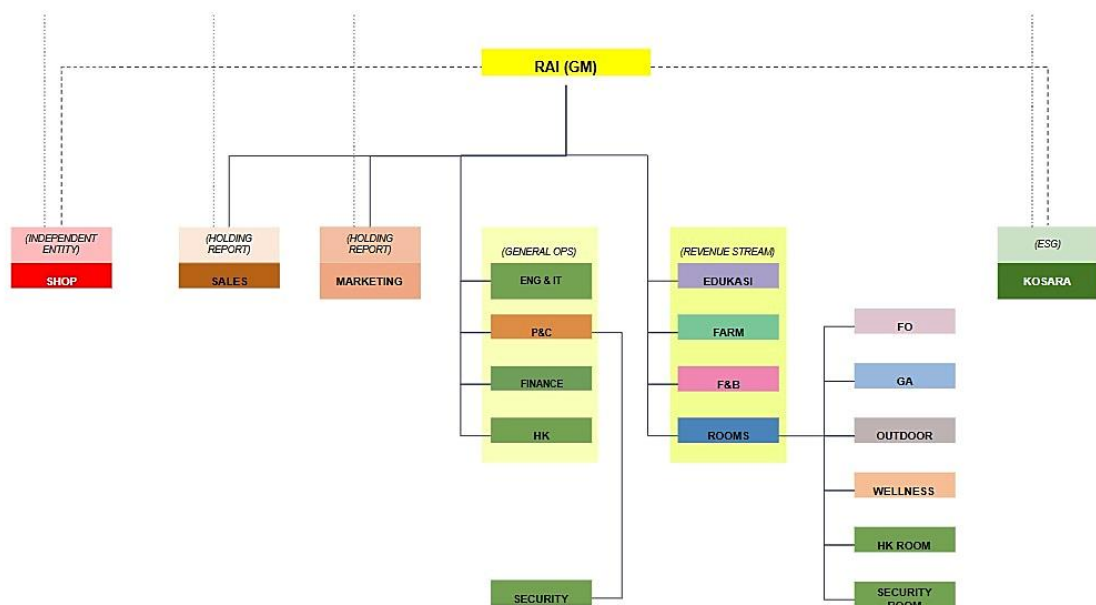 RAI (GM)
(INDEPENDENT
ENTITY)
SHOP
(HOLDING
REPORT)
SALES
(HOLDING
REPORT)
MARKETING
(GENERAL OPS)
ENG & IT
P&C
FINANCE
HK
SECURITY
(REVENUE STREAM)
EDUKASI
FARM
F&B
ROOMS
FO
GA
OUTDOOR
WELLNESS
HK ROOM
SECURITY
ROOM
(ESG)
KOSARA